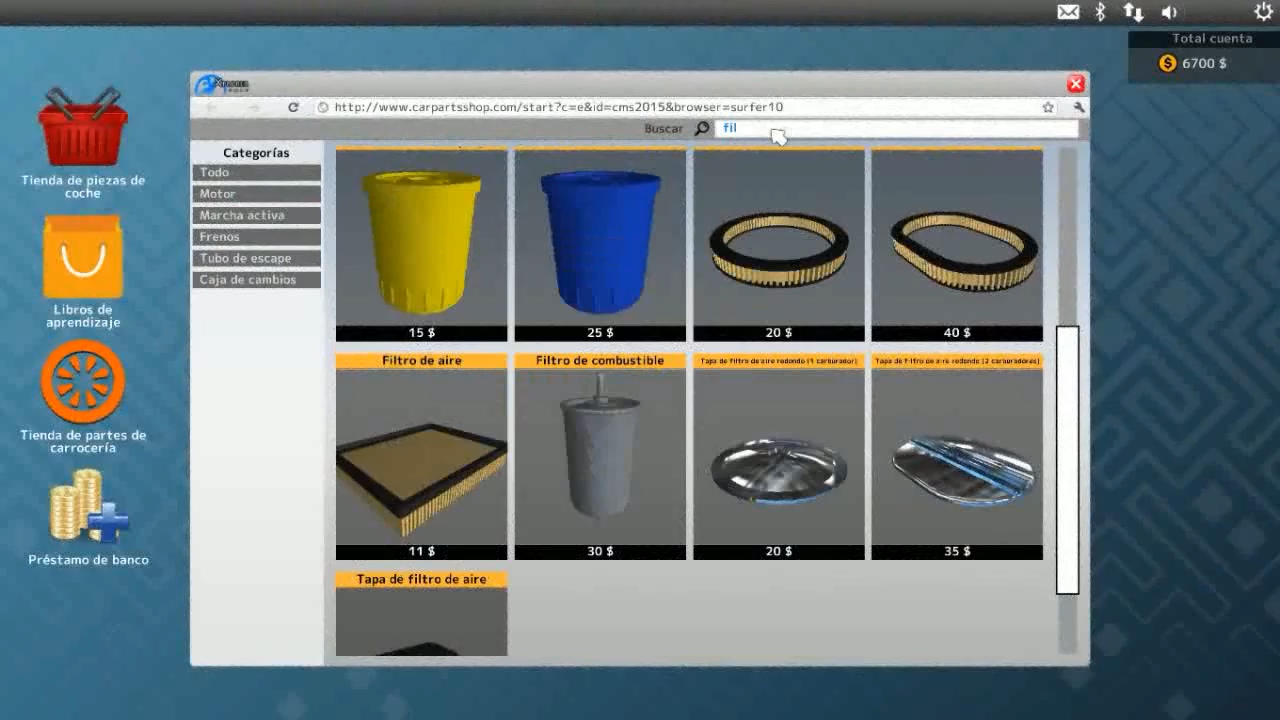 Total cuenta
6700 $
http://www.carpartsshop.com/start?c=e&id=cms2015&browser=surfer10
Buscar
fil
Tienda de piezas de
coche
Libros de
aprendizaje
Tienda de partes de
carrocería
Préstamo de banco
Categorías
Todo
Motor
Marcha activa
Frenos
Tubo de escape
Caja de cambios
15 $
25 $
20 $
40 $
Filtro de aire
Filtro de combustible
Tapa de filtro de aire redondo (1 carburador)
Tapa de filtro de aire redondo (2 carburadores)
11 $
30 $
20 $
35 $
Tapa de filtro de aire